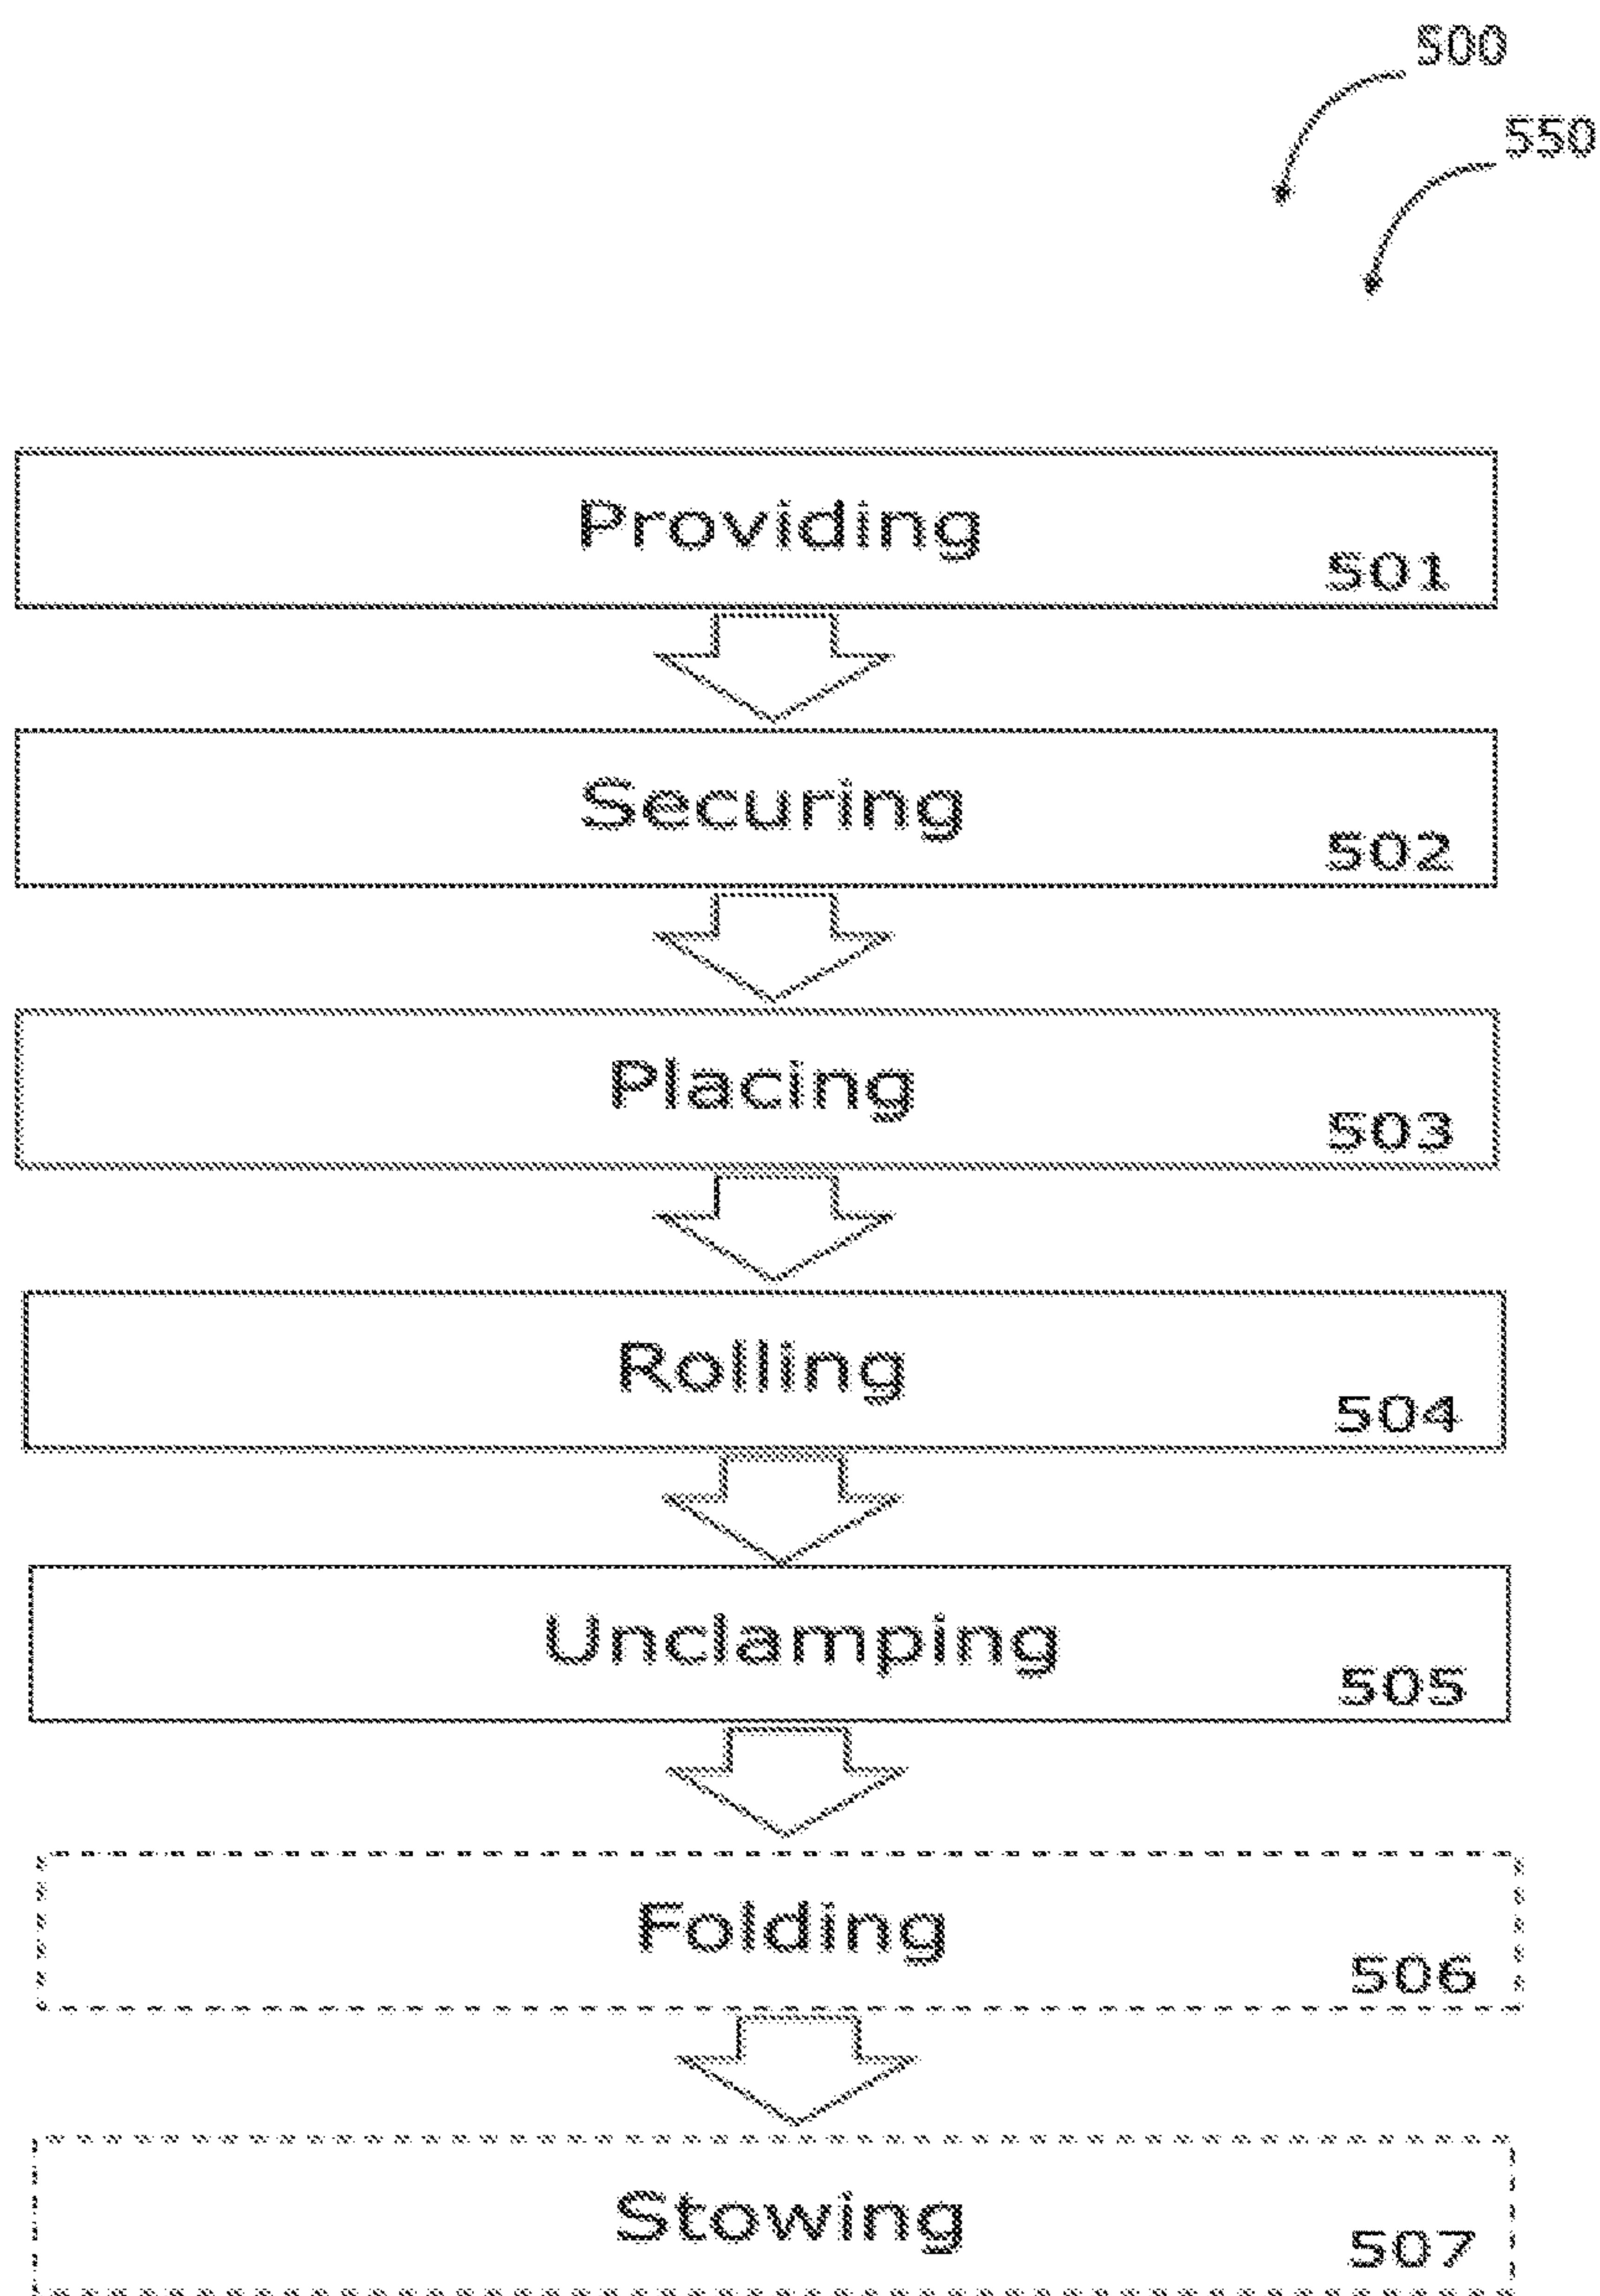 500
550
Providing
501
Securing
502
Placing
503
Rolling
504
Unclamping
505
Folding
506
Stowing
507